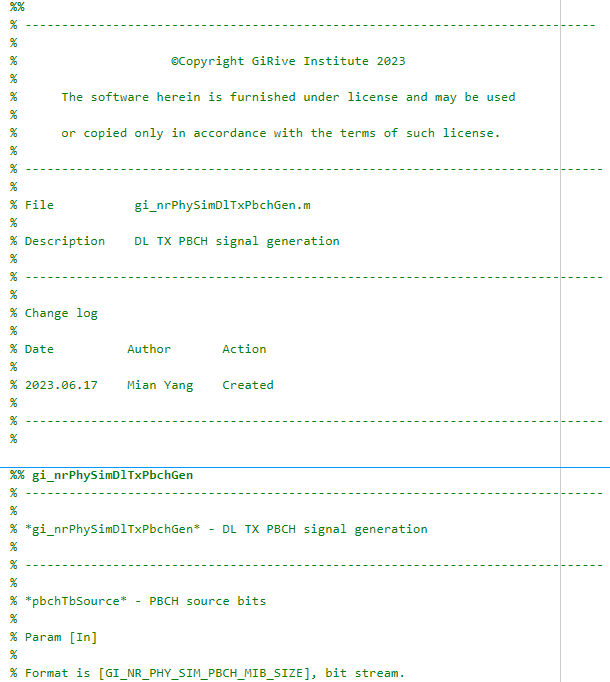 %%
% -------------------------------------------------------------------------------
%
%                     ©Copyright GiRive Institute 2023
%
%      The software herein is furnished under license and may be used
%
%      or copied only in accordance with the terms of such license.
%
% --------------------------------------------------------------------------------
%
% File           gi_nrPhySimDlTxPbchGen.m
%
% Description    DL TX PBCH signal generation
%
% --------------------------------------------------------------------------------
%
% Change log
%
% Date          Author       Action
%
% 2023.06.17    Mian Yang    Created
%
% --------------------------------------------------------------------------------
%
%% gi_nrPhySimDlTxPbchGen
% --------------------------------------------------------------------------------
%
% *gi_nrPhySimDlTxPbchGen* - DL TX PBCH signal generation
%
% --------------------------------------------------------------------------------
%
% *pbchTbSource* - PBCH source bits
%
% Param [In]
%
% Format is [GI_NR_PHY_SIM_PBCH_MIB_SIZE], bit stream.